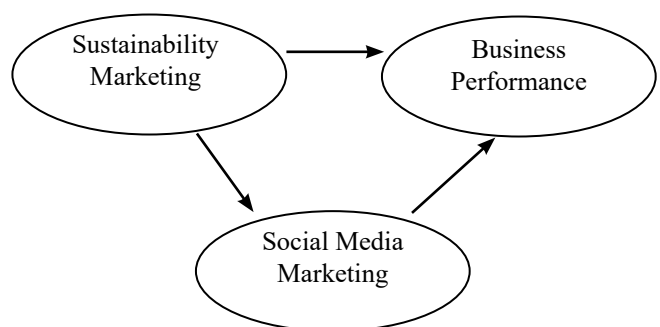 Sustainability
Marketing
Business
Performance
Social Media
Marketing